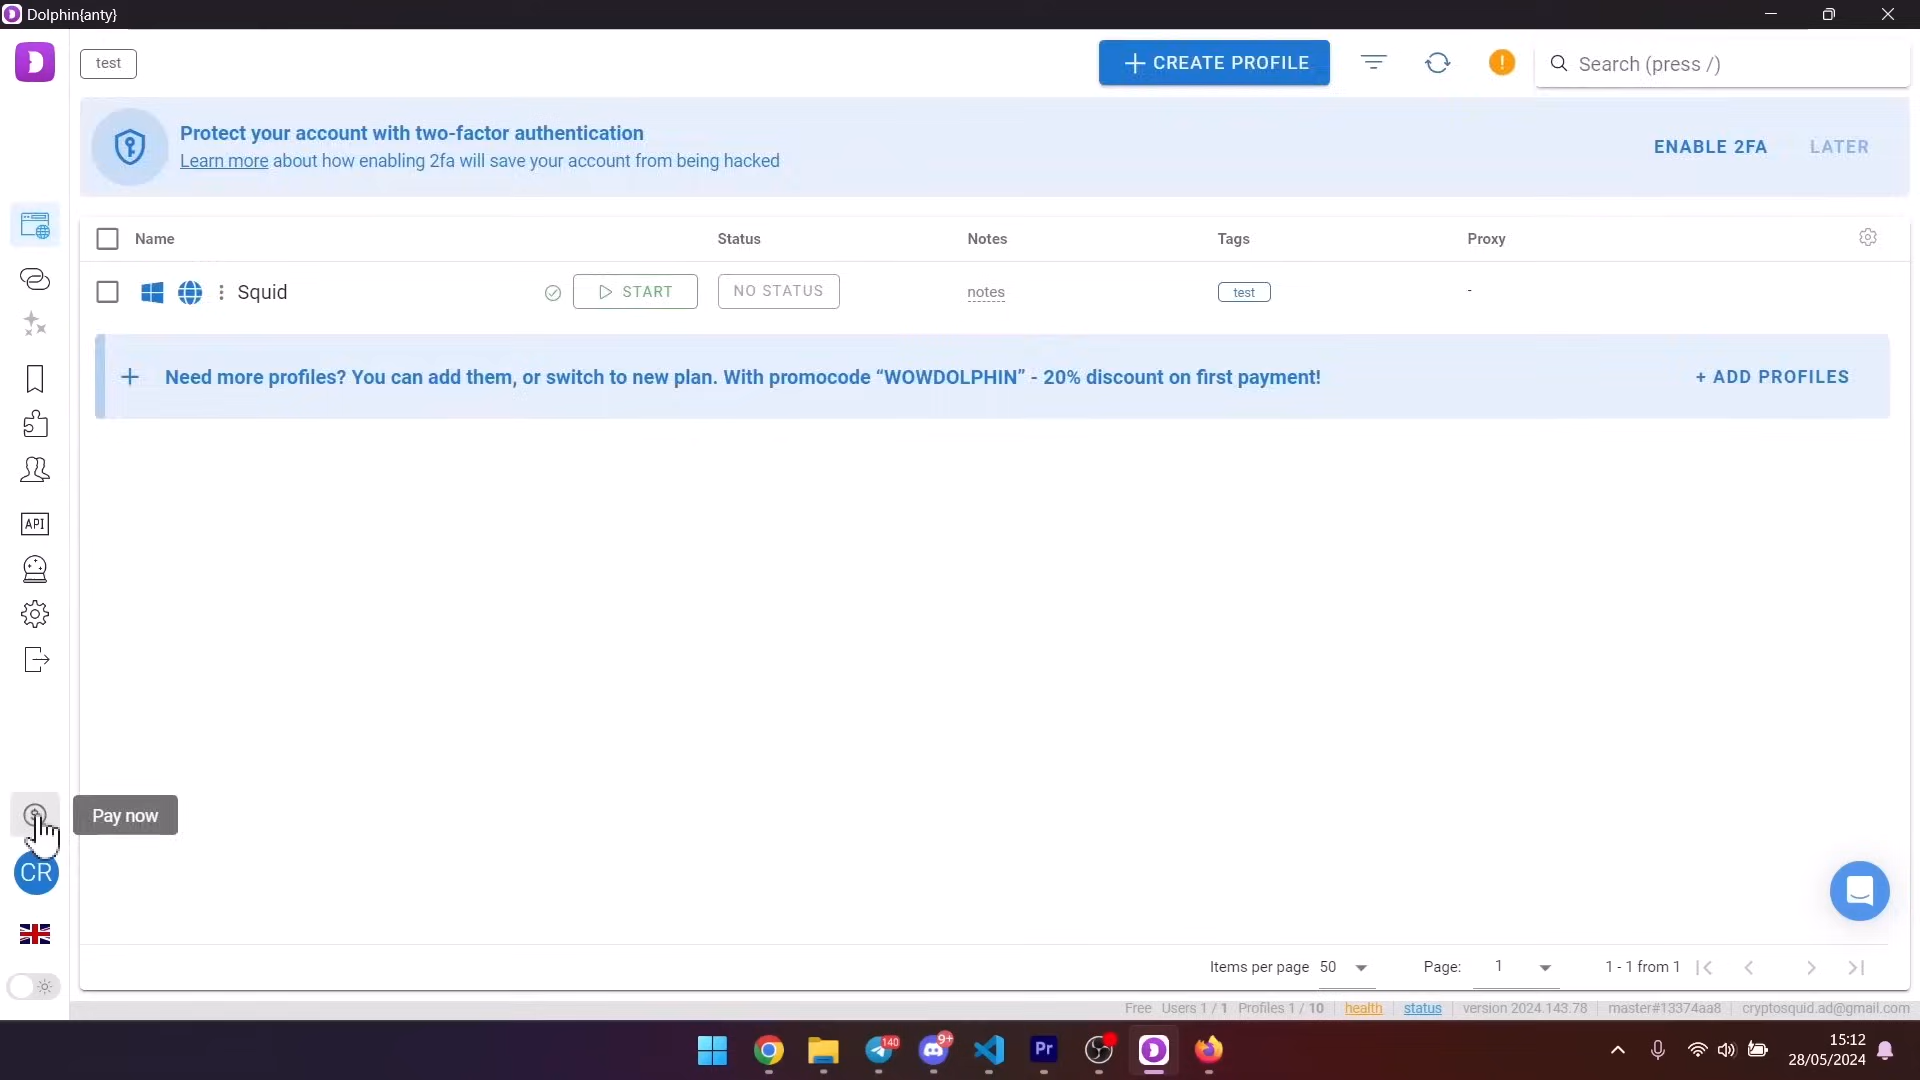 Dolphin{anty}
test
CREATE PROFILE
Search (press /)
Protect your account with two-factor authentication
Learn more about how enabling 2fa will save your account from being hacked
ENABLE 2FA
LATER
Name
Status
Notes
Tags
Proxy
Squid
START
NO STATUS
notes
test
-
+ Need more profiles? You can add them, or switch to new plan. With promocode “WOWDOLPHIN” - 20% discount on first payment!
+ ADD PROFILES
API
Pay now
CR
Items per page 50
Page: 1
1 - 1 from 1
Free Users 1 / 1 Profiles 1 / 10 health status version 2024.143.78 master#13374aa8 cryptosquid.ad@gmail.com
140
9+
Pr
15:12
28/05/2024